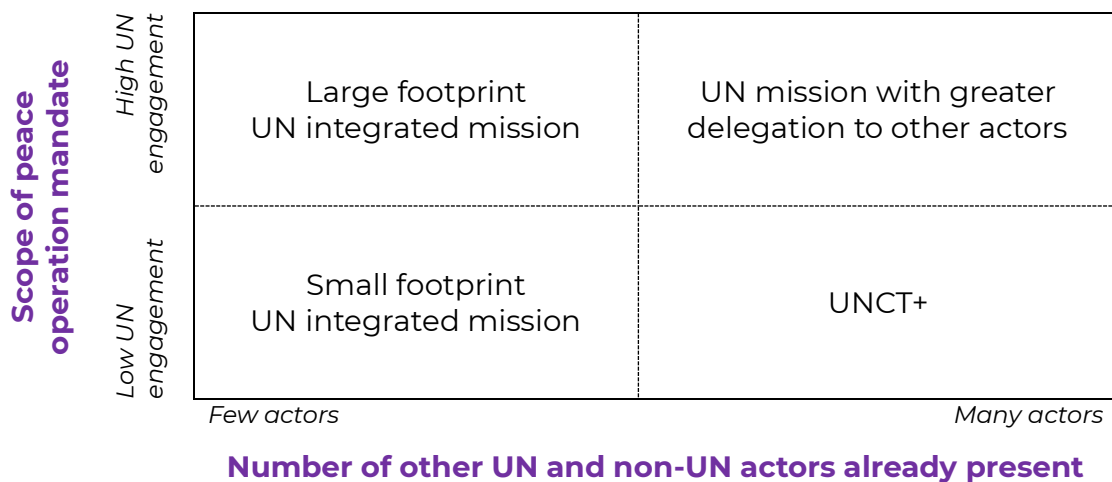 Scope of peace
operation mandate
High UN
engagement
Low UN
engagement
Large footprint
UN integrated mission
UN mission with greater
delegation to other actors
Small footprint
UN integrated mission
UNCT+
Few actors
Many actors
Number of other UN and non-UN actors already present